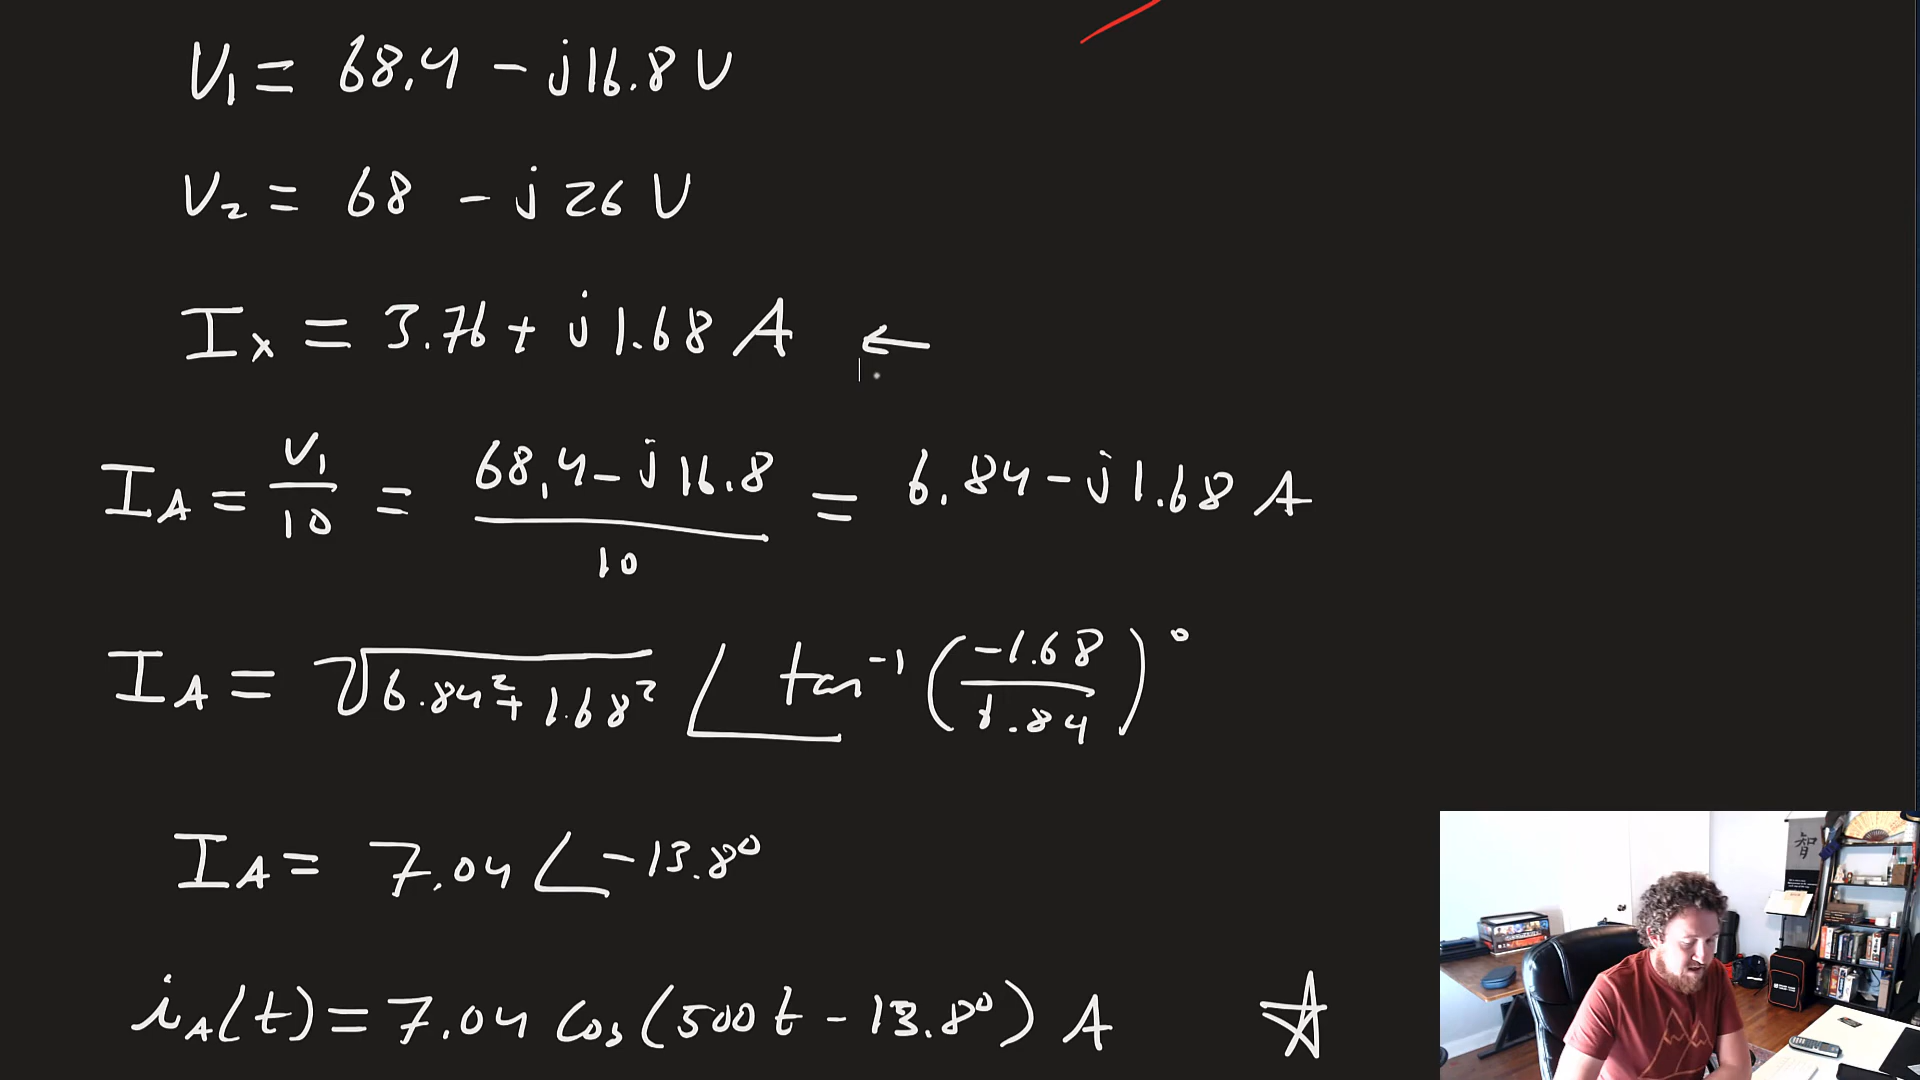 V₁ = 68.4 - j16.8 V
V₂ = 68 - j26 V
Iₓ = 3.76 + j1.68 A ←
I_A = V₁/10 = (68.4 - j16.8)/10 = 6.84 - j1.68 A
I_A = √(6.84² + 1.68²) ∠ tan⁻¹(-1.68/6.84)°
I_A = 7.04 ∠ -13.8°
i_A(t) = 7.04 cos(500t - 13.8°) A ☆
智